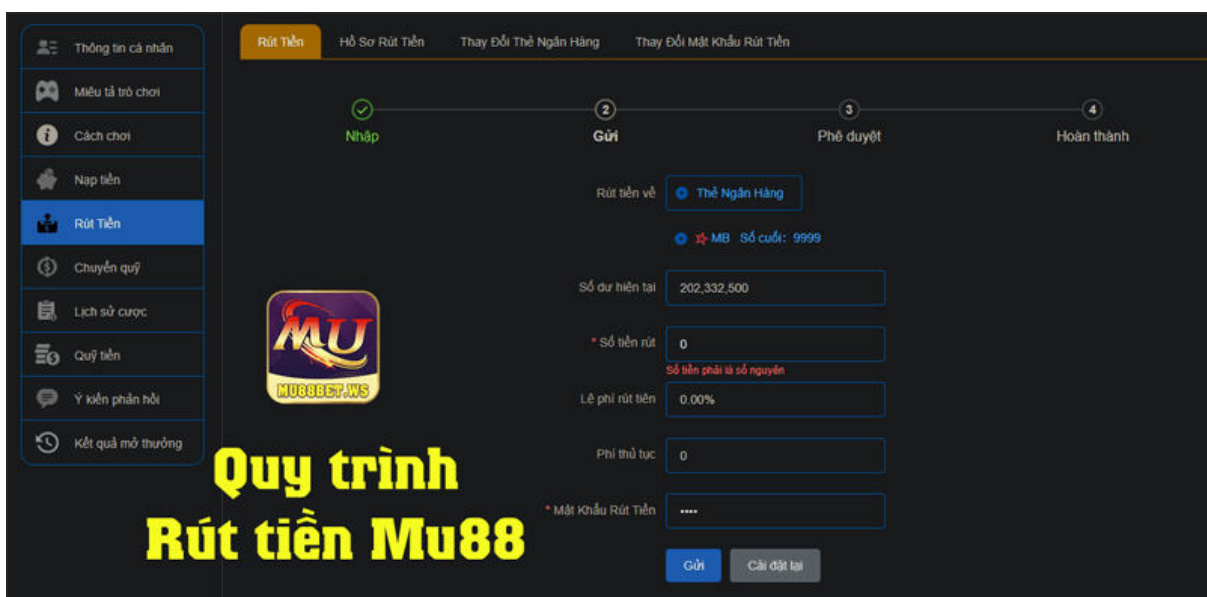 Thông tin cá nhân
Miêu tả trò chơi
Cách chơi
Nạp tiền
Rút Tiền
Chuyển quỹ
Lịch sử cược
Quỹ tiền
Ý kiến phản hồi
Kết quả mở thưởng
Rút Tiền Hồ Sơ Rút Tiền Thay Đổi Thẻ Ngân Hàng Thay Đổi Mật Khẩu Rút Tiền
2 3 4
Nhập Gửi Phê duyệt Hoàn thành
Rút tiền về Thẻ Ngân Hàng
MB Số cuối: 9999
Số dư hiện tại 202,332,500
* Số tiền rút 0
Số tiền phải là số nguyên
Lệ phí rút tiền 0.00%
Phí thủ tục 0
* Mật Khẩu Rút Tiền ••••
Gửi Cài đặt lại
MU
MU88BET.WS
Quy trình
Rút tiền Mu88